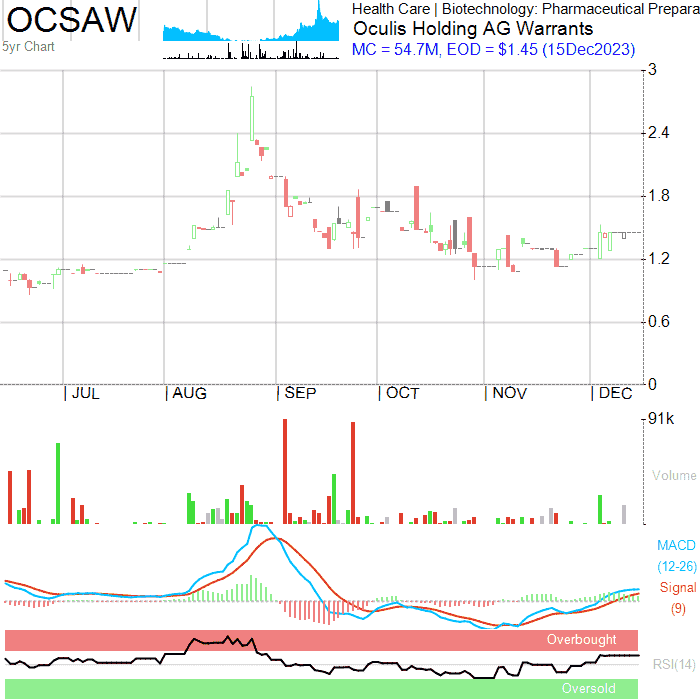 OCSAW
5yr Chart
Health Care | Biotechnology: Pharmaceutical Prepara
Oculis Holding AG Warrants
MC = 54.7M, EOD = $1.45 (15Dec2023)
3
2.4
1.8
1.2
0.6
0
JUL AUG SEP OCT NOV DEC
91k
Volume
MACD
(12-26)
Signal
(9)
Overbought
RSI(14)
Oversold